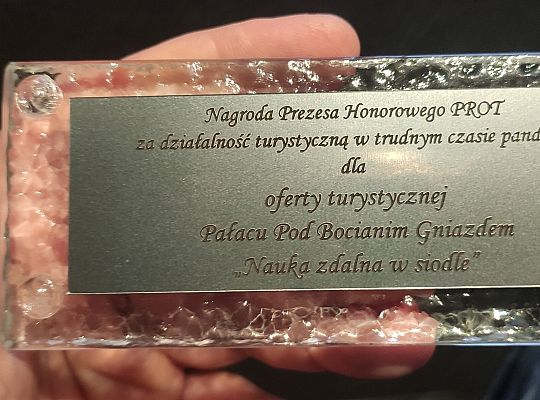 Nagroda Prezesa Honorowego PROT
za działalność turystyczną w trudnym czasie pand
dla
oferty turystycznej
Pałacu Pod Bocianim Gniazdem
„Nauka zdalna w siodle”